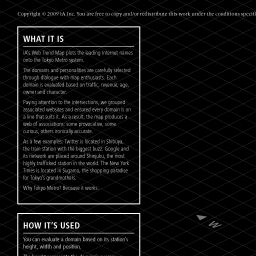 Copyright © 2009 iA Inc. You are free to copy and/or redistribute this work under the conditions specifi
WHAT IT IS
iA's Web Trend Map plots the leading Internet names
onto the Tokyo Metro system.
The domains and personalities are carefully selected
through dialogue with map enthusiasts. Each
domain is evaluated based on traffic, revenue, age,
owner and character.
Paying attention to the intersections, we grouped
associated websites and ensured every domain is on
a line that suits it. As a result, the map produces a
web of associations: some provocative, some
curious, others ironically accurate.
As a few examples: Twitter is located in Shibuya,
the train station with the biggest buzz. Google and
its network are placed around Shinjuku, the most
highly trafficked station in the world. The New York
Times is located in Sugamo, the shopping paradise
for Tokyo's grandmothers.
Why Tokyo Metro? Because it works.
W
HOW IT'S USED
You can evaluate a domain based on its station's
height, width and position.